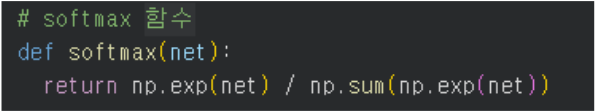 # softmax 함수
def softmax(net):
  return np.exp(net) / np.sum(np.exp(net))